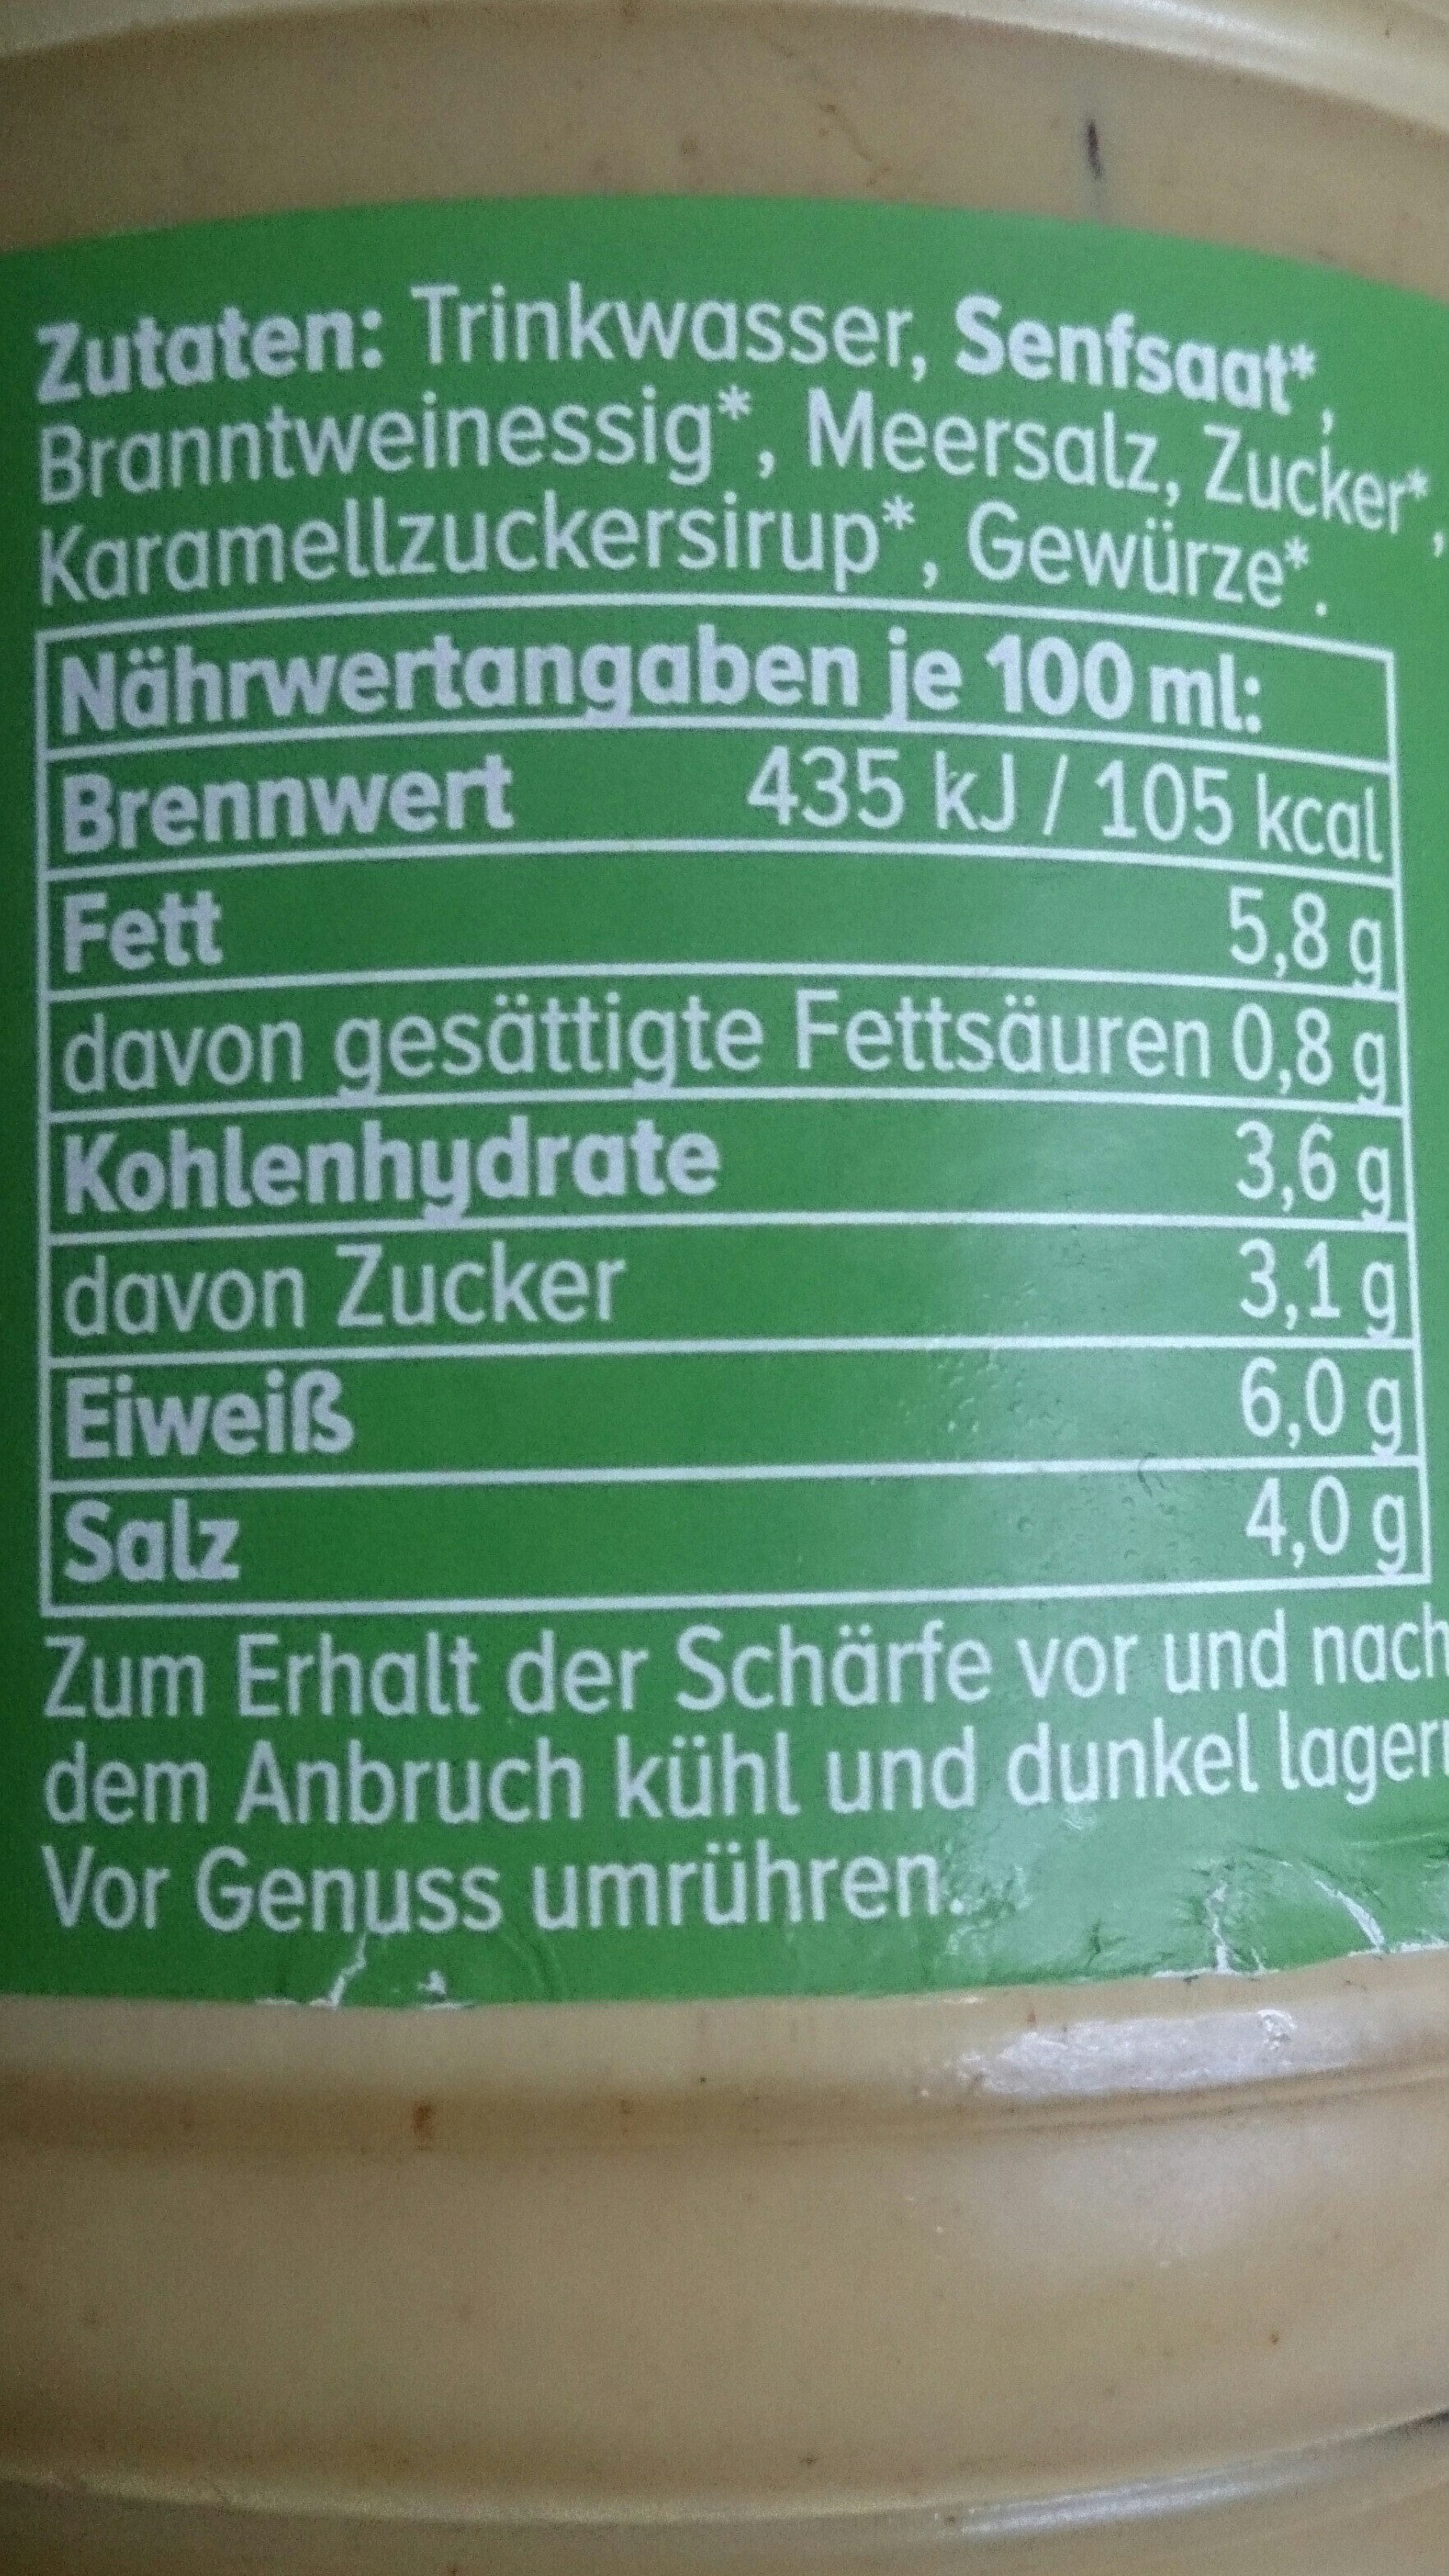 Zutaten: Trinkwasser, Senfsaat*,
Branntweinessig*, Meersalz, Zucker*,
Karamellzuckersirup*, Gewürze*.
Nährwertangaben je 100 ml:
Brennwert 435 kJ / 105 kcal
Fett 5,8 g
davon gesättigte Fettsäuren 0,8 g
Kohlenhydrate 3,6 g
davon Zucker 3,1 g
Eiweiß 6,0 g
Salz 4,0 g
Zum Erhalt der Schärfe vor und nach
dem Anbruch kühl und dunkel lagern
Vor Genuss umrühren.